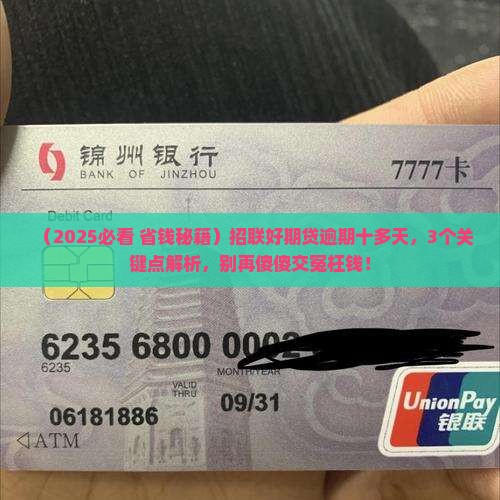 锦州银行
BANK OF JINZHOU
7777卡
Debit Card
（2025必看 省钱秘籍）招联好期贷逾期十多天，3个关
键点解析，别再傻傻交冤枉钱！
6235 6800 0002
6235
MONTH/YEAR
VALID
THRU
09/31
06181886
ATM
UnionPay
银联